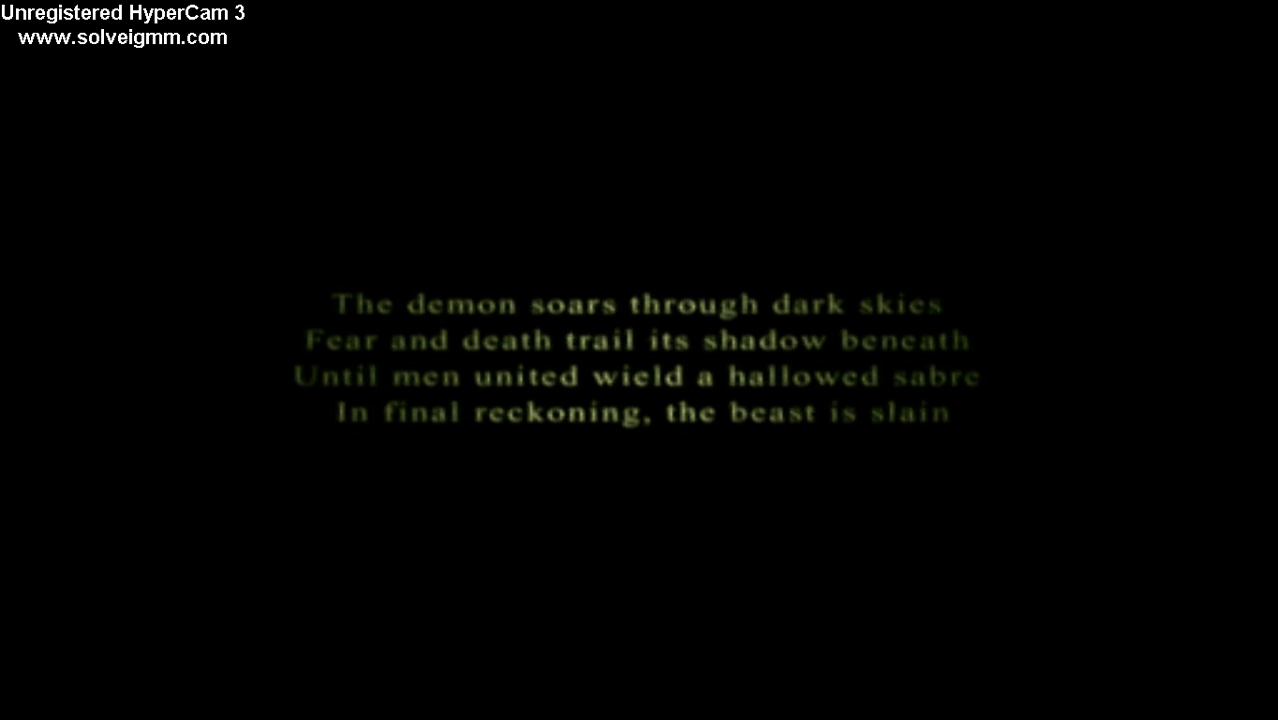 Unregistered HyperCam 3
www.solveigmm.com
The demon soars through dark skies
Fear and death trail its shadow beneath
Until men united wield a hallowed sabre
In final reckoning, the beast is slain